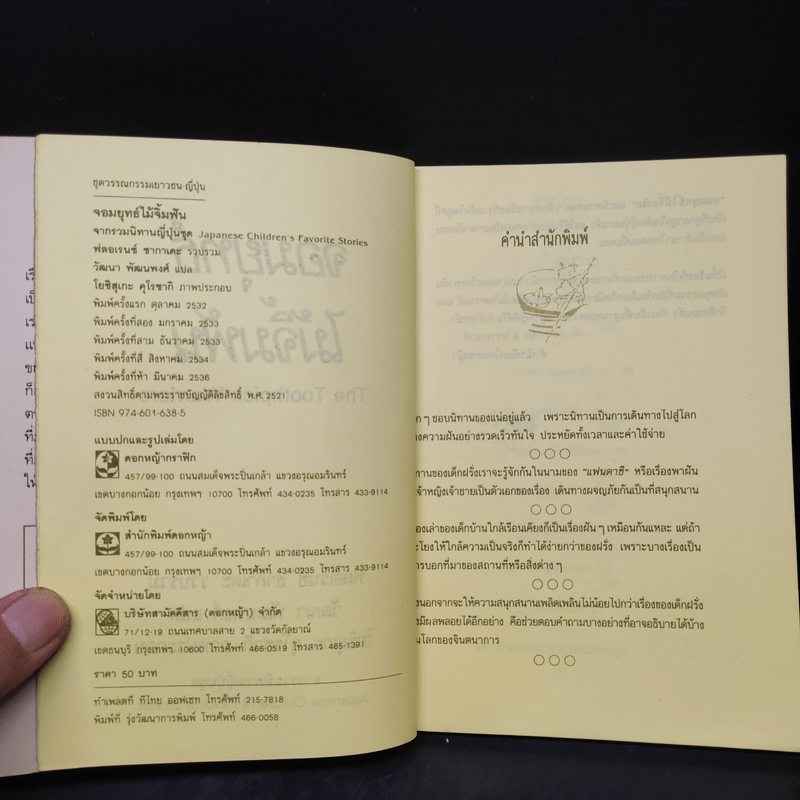 ชุดวรรณกรรมเยาวชน-ญี่ปุ่น
จอมยุทธ์ไม้จิ้มฟัน
จากรวมนิทานญี่ปุ่นชุด Japanese Children's Favorite Stories
ฟลอเรนซ์ ซากาเดะ รวบรวม
วัฒนา พัฒนพงศ์ แปล
โยชิสุเกะ คุโรซากิ ภาพประกอบ
พิมพ์ครั้งแรก ตุลาคม 2532
พิมพ์ครั้งที่สอง มกราคม 2533
พิมพ์ครั้งที่สาม ธันวาคม 2533
พิมพ์ครั้งที่สี่ สิงหาคม 2534
พิมพ์ครั้งที่ห้า มีนาคม 2536
สงวนสิทธิ์ตามพระราชบัญญัติลิขสิทธิ์ พ.ศ. 2521
ISBN 974-601-638-5
แบบปกและรูปเล่มโดย
ดอกหญ้ากราฟิก
457/99-100 ถนนสมเด็จพระปิ่นเกล้า แขวงอรุณอมรินทร์
เขตบางกอกน้อย กรุงเทพฯ 10700 โทรศัพท์ 434-0235 โทรสาร 433-9114
จัดพิมพ์โดย
สำนักพิมพ์ดอกหญ้า
457/99-100 ถนนสมเด็จพระปิ่นเกล้า แขวงอรุณอมรินทร์
เขตบางกอกน้อย กรุงเทพฯ 10700 โทรศัพท์ 434-0235 โทรสาร 433-9114
จัดจำหน่ายโดย
บริษัทสามัคคีสาร (ดอกหญ้า) จำกัด
71/12-19 ถนนเทศบาลสาย 2 แขวงวัดกัลยาณ์
เขตธนบุรี กรุงเทพฯ 10600 โทรศัพท์ 466-0519 โทรสาร 465-1391
ราคา 50 บาท
ทำเพลตที่ ทีไทย ออฟเซท โทรศัพท์ 215-7818
พิมพ์ที่ รุ่งวัฒนาการพิมพ์ โทรศัพท์ 466-0058
คำนำสำนักพิมพ์
ก ๆ ชอบนิทานของแน่อยู่แล้ว เพราะนิทานเป็นการเดินทางไปสู่โลก
งความฝันอย่างรวดเร็วทันใจ ประหยัดทั้งเวลาและค่าใช้จ่าย
ทานของเด็กฝรั่งเราจะรู้จักกันในนามของ "แฟนตาซี" หรือเรื่องพาฝัน
จ้าหญิงเจ้าชายเป็นตัวเอกของเรื่อง เดินทางผจญภัยกันเป็นที่สนุกสนาน
องเล่าของเด็กบ้านใกล้เรือนเคียงก็เป็นเรื่องฝัน ๆ เหมือนกันแหละ แต่ถ้า
ะโยงให้ใกล้ความเป็นจริงก็ทำได้ง่ายกว่าของฝรั่ง เพราะบางเรื่องเป็น
การบอกที่มาของสถานที่หรือสิ่งต่าง ๆ
งนอกจากจะให้ความสนุกสนานเพลิดเพลินไม่น้อยไปกว่าเรื่องของเด็กฝรั่ง
งมีผลพลอยได้อีกอย่าง คือช่วยตอบคำถามบางอย่างที่อาจอธิบายได้บ้าง
นโลกของจินตนาการ